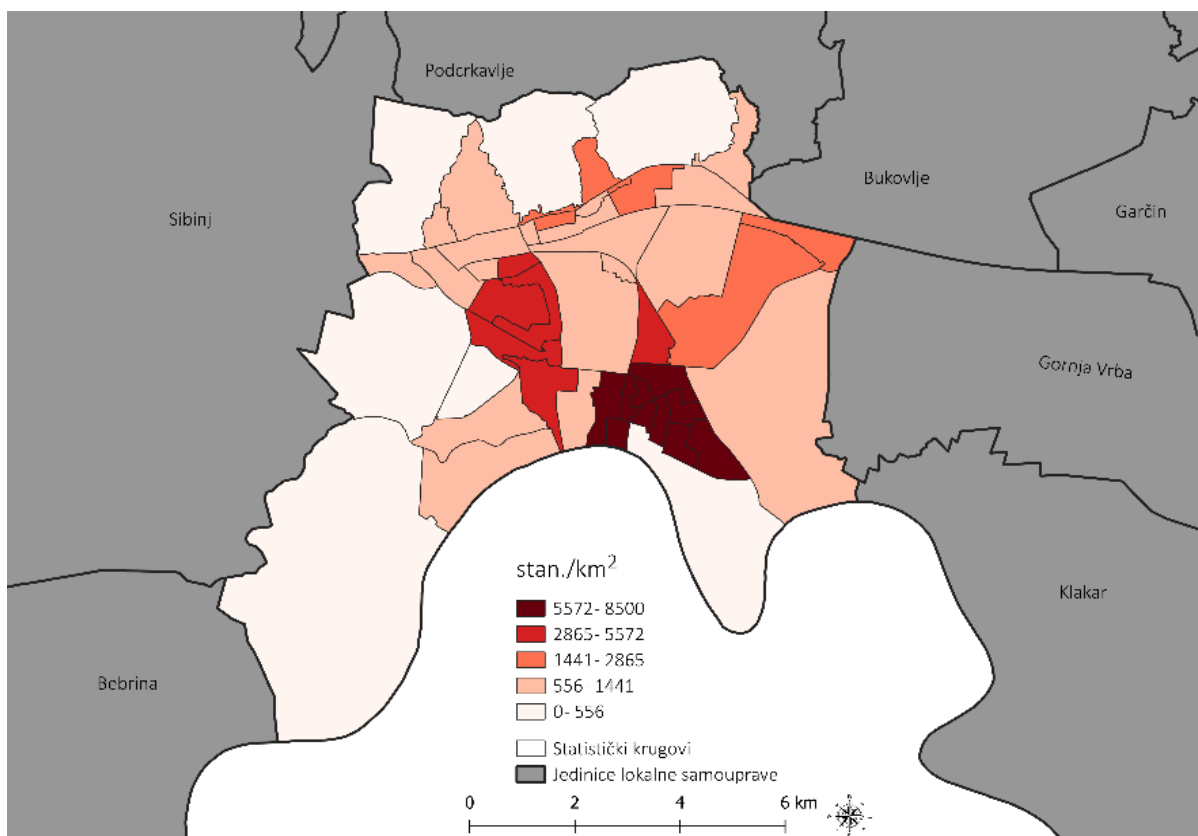 Podcrkavlje
Bukovlje
Sibinj
Garčin
Gornja Vrba
stan./km²
5572- 8500
2865- 5572
1441- 2865
556- 1441
0- 556
Klakar
Bebrina
Statistički krugovi
Jedinice lokalne samouprave
0 2 4 6 km